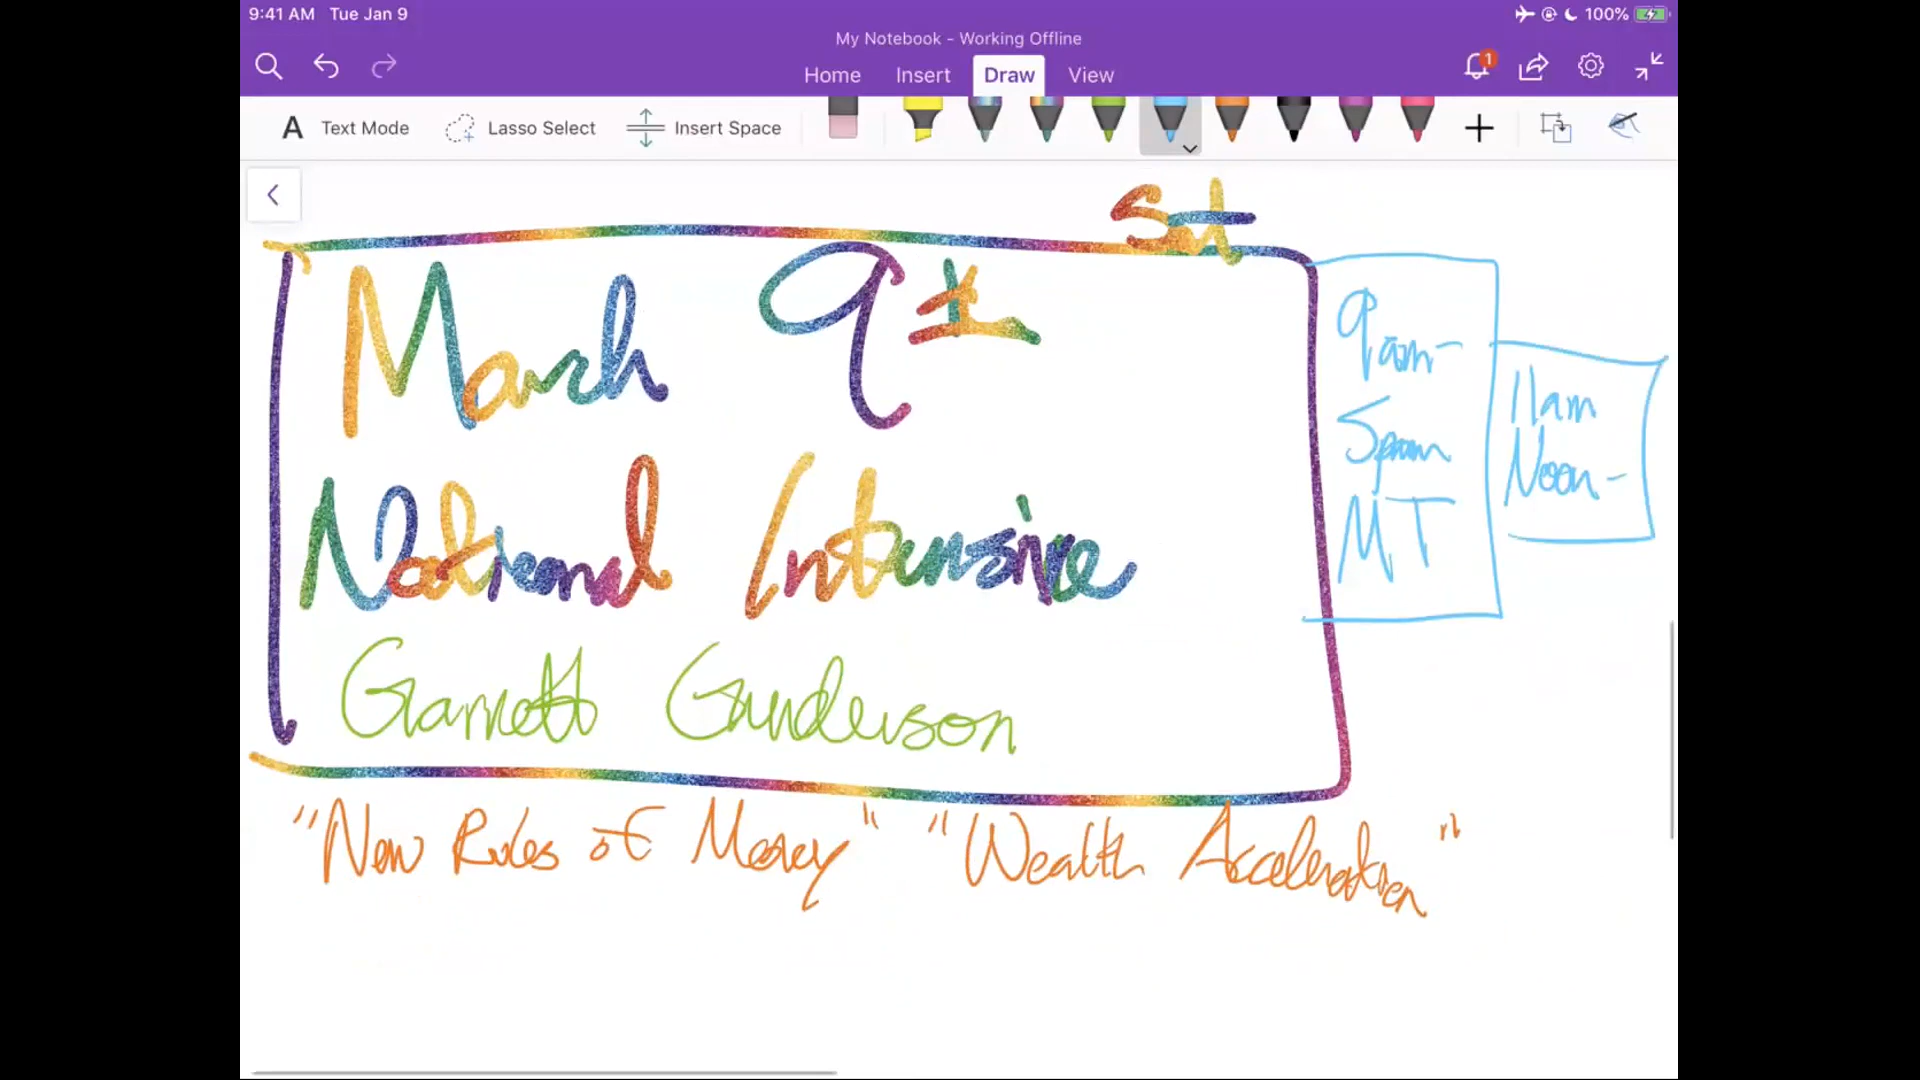 9:41 AM Tue Jan 9 100%
My Notebook - Working Offline
Home Insert Draw View 1
A Text Mode Lasso Select Insert Space
Sat
March 9th
National Intensive
Garrett Gunderson
9am-
5pm
MT
11am
Noon-
"New Rules of Money" "Wealth Acceleration"